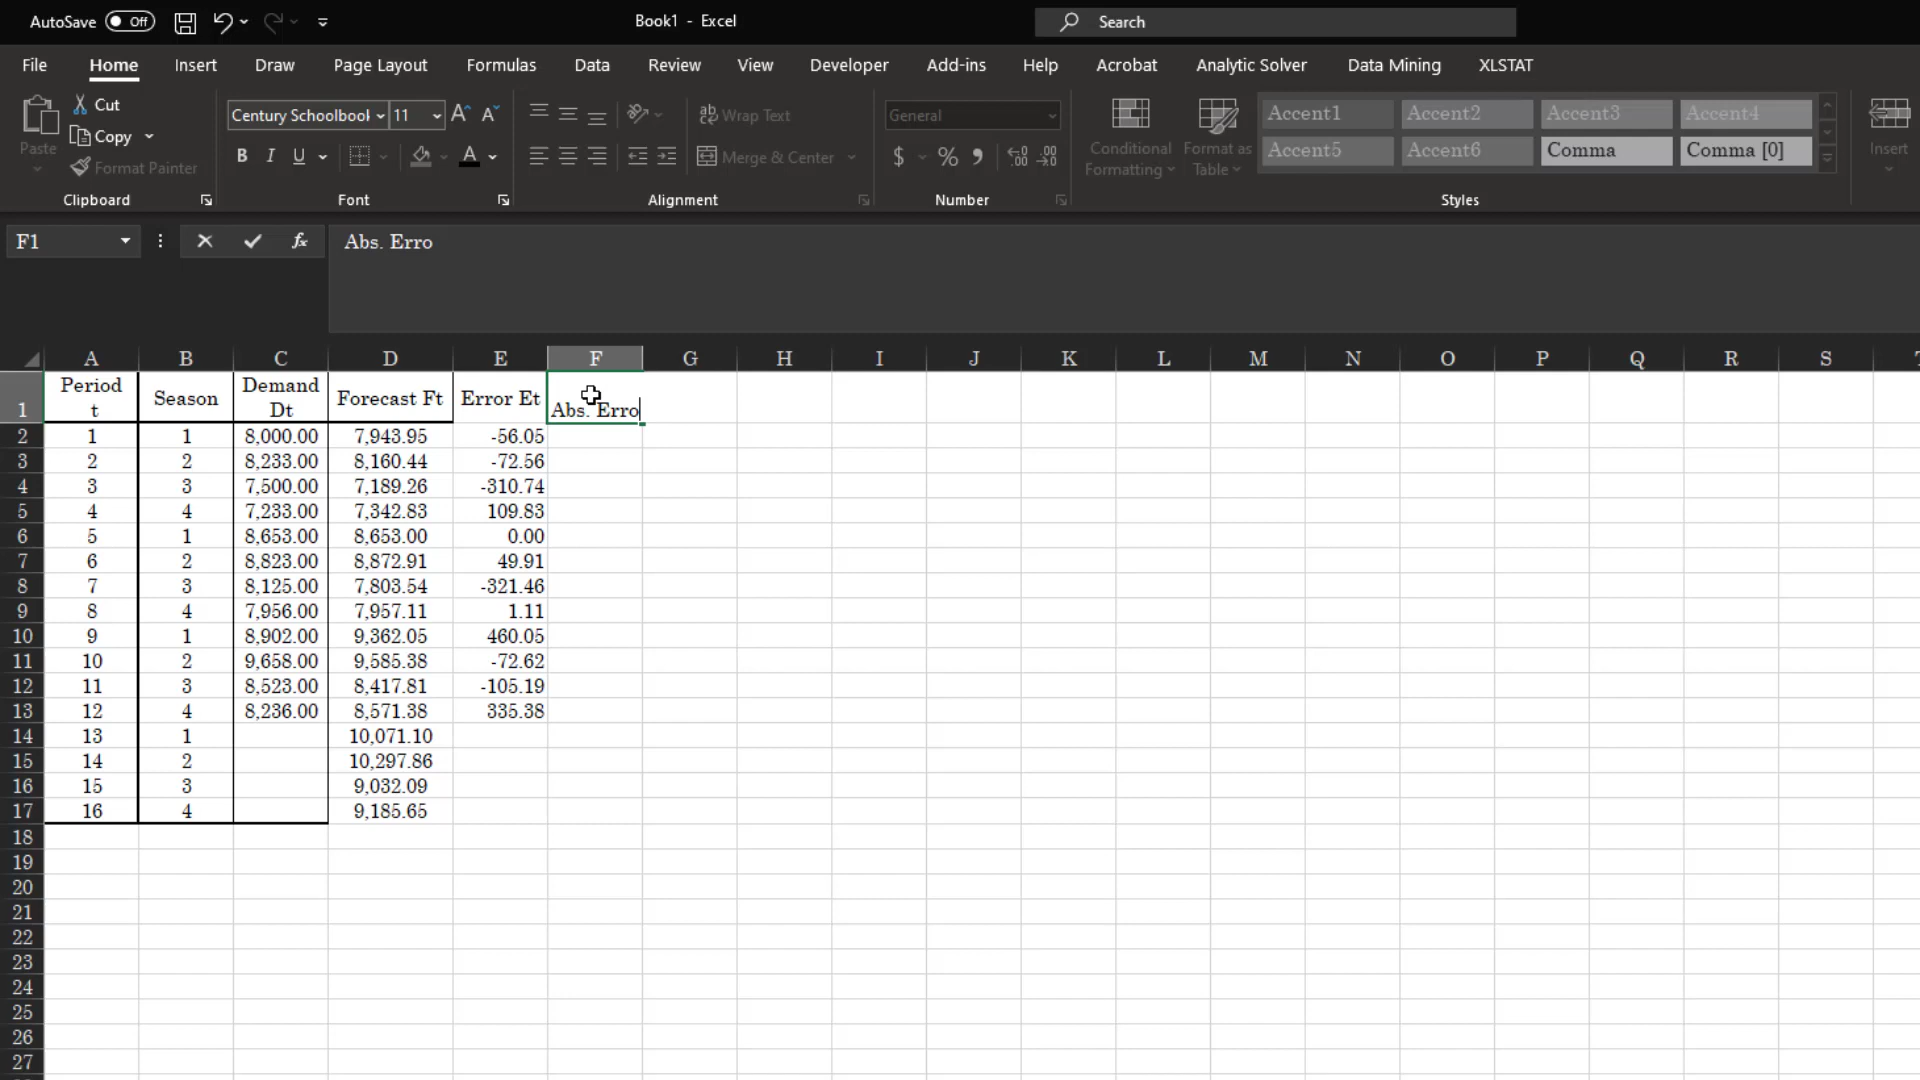 AutoSave Off Book1 - Excel Search
File Home Insert Draw Page Layout Formulas Data Review View Developer Add-ins Help Acrobat Analytic Solver Data Mining XLSTAT
Paste
Cut
Copy
Format Painter
Clipboard
Century Schoolbook 11 A A
B I U A
Font
ab Wrap Text
Merge & Center
Alignment
General
$ % 9 .00 .00
Number
Conditional Formatting
Format as Table
Accent1 Accent2 Accent3 Accent4
Accent5 Accent6 Comma Comma [0]
Styles
Insert
F1 fx Abs. Erro
A B C D E F G H I J K L M N O P Q R S
1 Period t Season Demand Dt Forecast Ft Error Et Abs. Erro
2 1 1 8,000.00 7,943.95 -56.05
3 2 2 8,233.00 8,160.44 -72.56
4 3 3 7,500.00 7,189.26 -310.74
5 4 4 7,233.00 7,342.83 109.83
6 5 1 8,653.00 8,653.00 0.00
7 6 2 8,823.00 8,872.91 49.91
8 7 3 8,125.00 7,803.54 -321.46
9 8 4 7,956.00 7,957.11 1.11
10 9 1 8,902.00 9,362.05 460.05
11 10 2 9,658.00 9,585.38 -72.62
12 11 3 8,523.00 8,417.81 -105.19
13 12 4 8,236.00 8,571.38 335.38
14 13 1 10,071.10
15 14 2 10,297.86
16 15 3 9,032.09
17 16 4 9,185.65
18
19
20
21
22
23
24
25
26
27